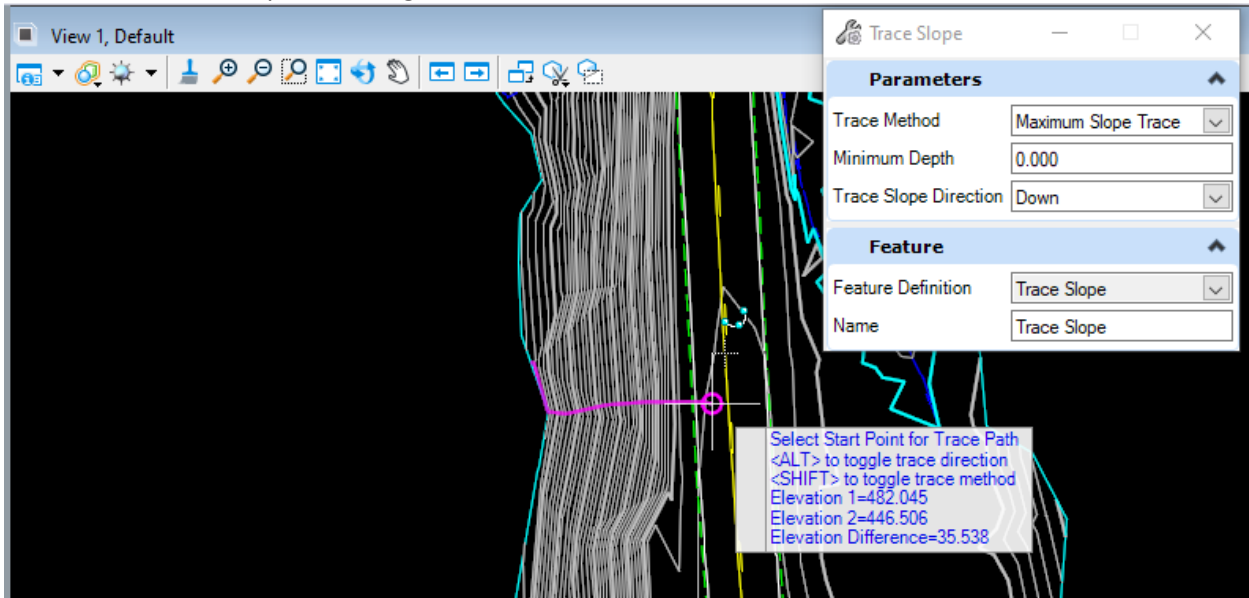 View 1, Default
Trace Slope
Parameters
Trace Method Maximum Slope Trace
Minimum Depth 0.000
Trace Slope Direction Down
Feature
Feature Definition Trace Slope
Name Trace Slope
Select Start Point for Trace Path
<ALT> to toggle trace direction
<SHIFT> to toggle trace method
Elevation 1=482.045
Elevation 2=446.506
Elevation Difference=35.538